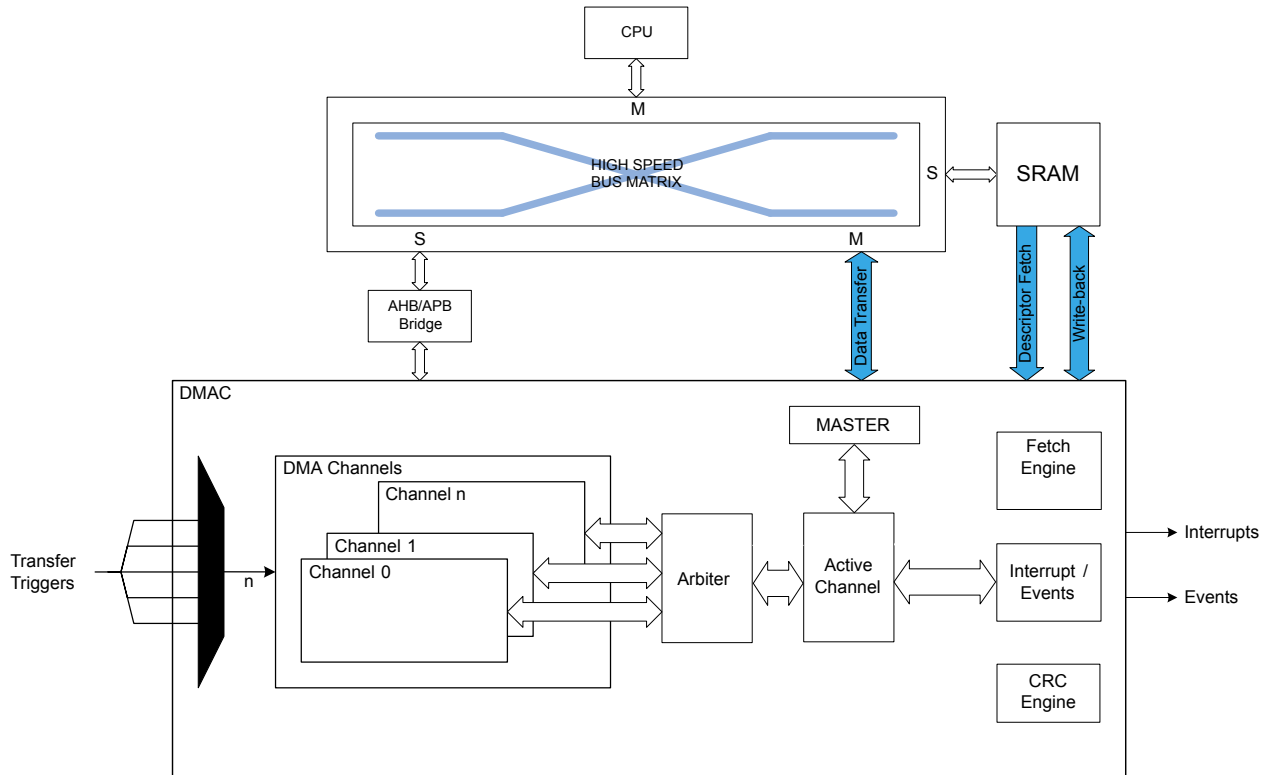 CPU
M
HIGH SPEED
BUS MATRIX
S
SRAM
S
M
AHB/APB
Bridge
Data Transfer
Descriptor Fetch
Write-back
DMAC
MASTER
Fetch
Engine
DMA Channels
Channel n
Channel 1
Channel 0
Transfer
Triggers
n
Arbiter
Active
Channel
Interrupt /
Events
Interrupts
Events
CRC
Engine